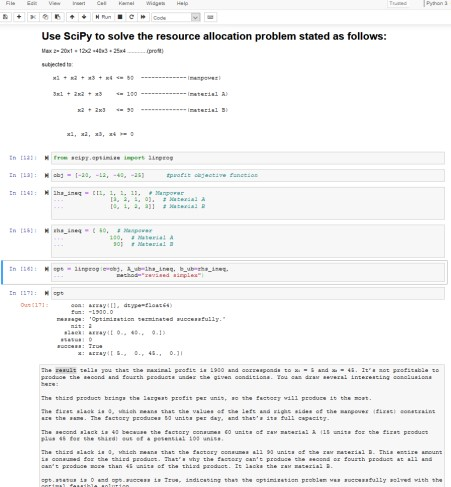 File Edit View Insert Cell Kernel Widgets Help Trusted Python 3
Run Code
Use SciPy to solve the resource allocation problem stated as follows:
Max z= 20x1 + 12x2 +40x3 + 25x4 ............(profit)
subjected to:
x1 + x2 + x3 + x4 <= 50 -------------(manpower)
3x1 + 2x2 + x3 <= 100 -------------(material A)
x2 + 2x3 <= 90 -------------(material B)
x1, x2, x3, x4 >= 0
In [12]: from scipy.optimize import linprog
In [13]: obj = [-20, -12, -40, -25] #profit objective function
In [14]: lhs_ineq = [[1, 1, 1, 1], # Manpower
... [3, 2, 1, 0], # Material A
... [0, 1, 2, 3]] # Material B
In [15]: rhs_ineq = [ 50, # Manpower
... 100, # Material A
... 90] # Material B
In [16]: opt = linprog(c=obj, A_ub=lhs_ineq, b_ub=rhs_ineq,
method="revised simplex")
In [17]: opt
Out[17]: con: array([], dtype=float64)
fun: -1900.0
message: 'Optimization terminated successfully.'
nit: 2
slack: array([ 0., 40., 0.])
status: 0
success: True
x: array([ 5., 0., 45., 0.])
The result tells you that the maximal profit is 1900 and corresponds to x₁ = 5 and x₃ = 45. It's not profitable to
produce the second and fourth products under the given conditions. You can draw several interesting conclusions
here:
The third product brings the largest profit per unit, so the factory will produce it the most.
The first slack is 0, which means that the values of the left and right sides of the manpower (first) constraint
are the same. The factory produces 50 units per day, and that's its full capacity.
The second slack is 40 because the factory consumes 60 units of raw material A (15 units for the first product
plus 45 for the third) out of a potential 100 units.
The third slack is 0, which means that the factory consumes all 90 units of the raw material B. This entire amount
is consumed for the third product. That's why the factory can't produce the second or fourth product at all and
can't produce more than 45 units of the third product. It lacks the raw material B.
opt.status is 0 and opt.success is True, indicating that the optimization problem was successfully solved with the
optimal feasible solution.